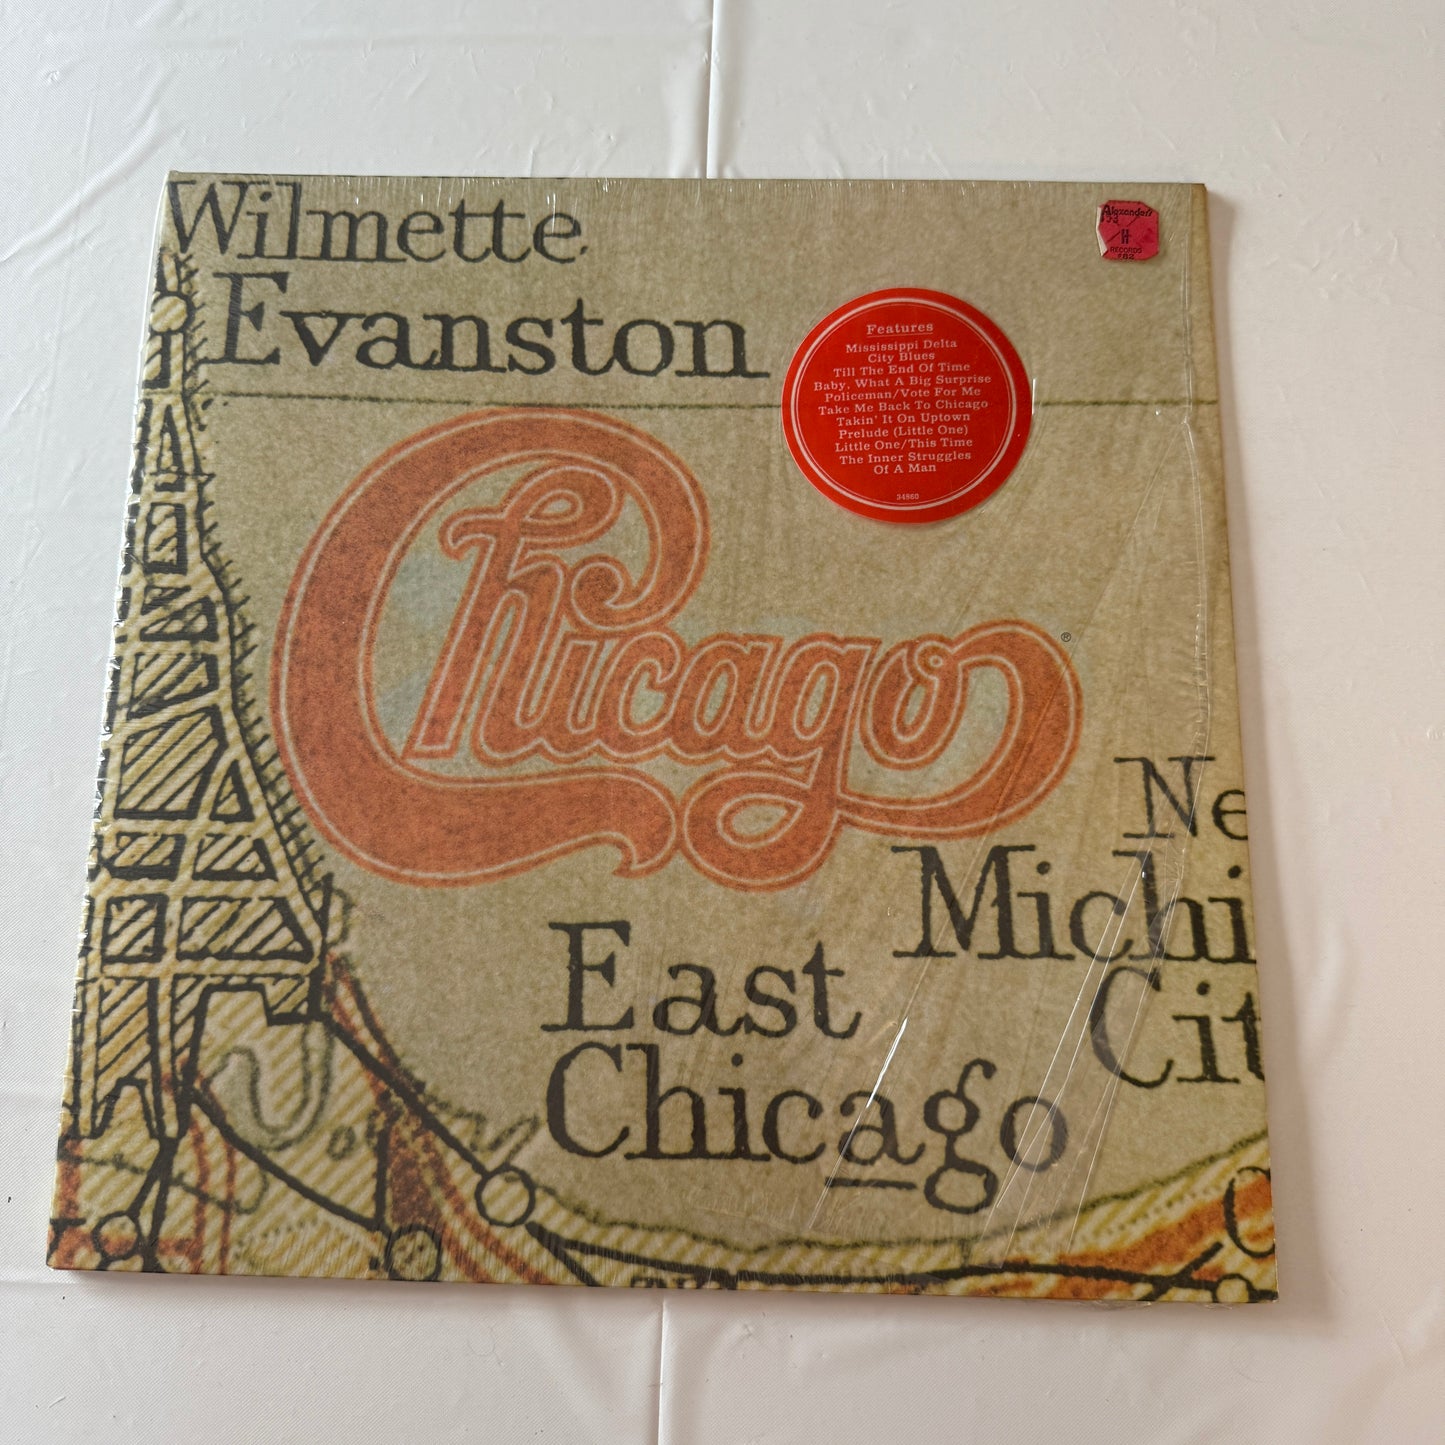 Wilmette
Evanston
Alexander's
H
RECORDS
Features
Mississippi Delta
City Blues
Till The End Of Time
Baby, What A Big Surprise
Policeman/Vote For Me
Take Me Back To Chicago
Takin' It On Uptown
Prelude (Little One)
Little One/This Time
The Inner Struggles
Of A Man
34860
Chicago®
Ne
Michi
Cit
East
Chicago